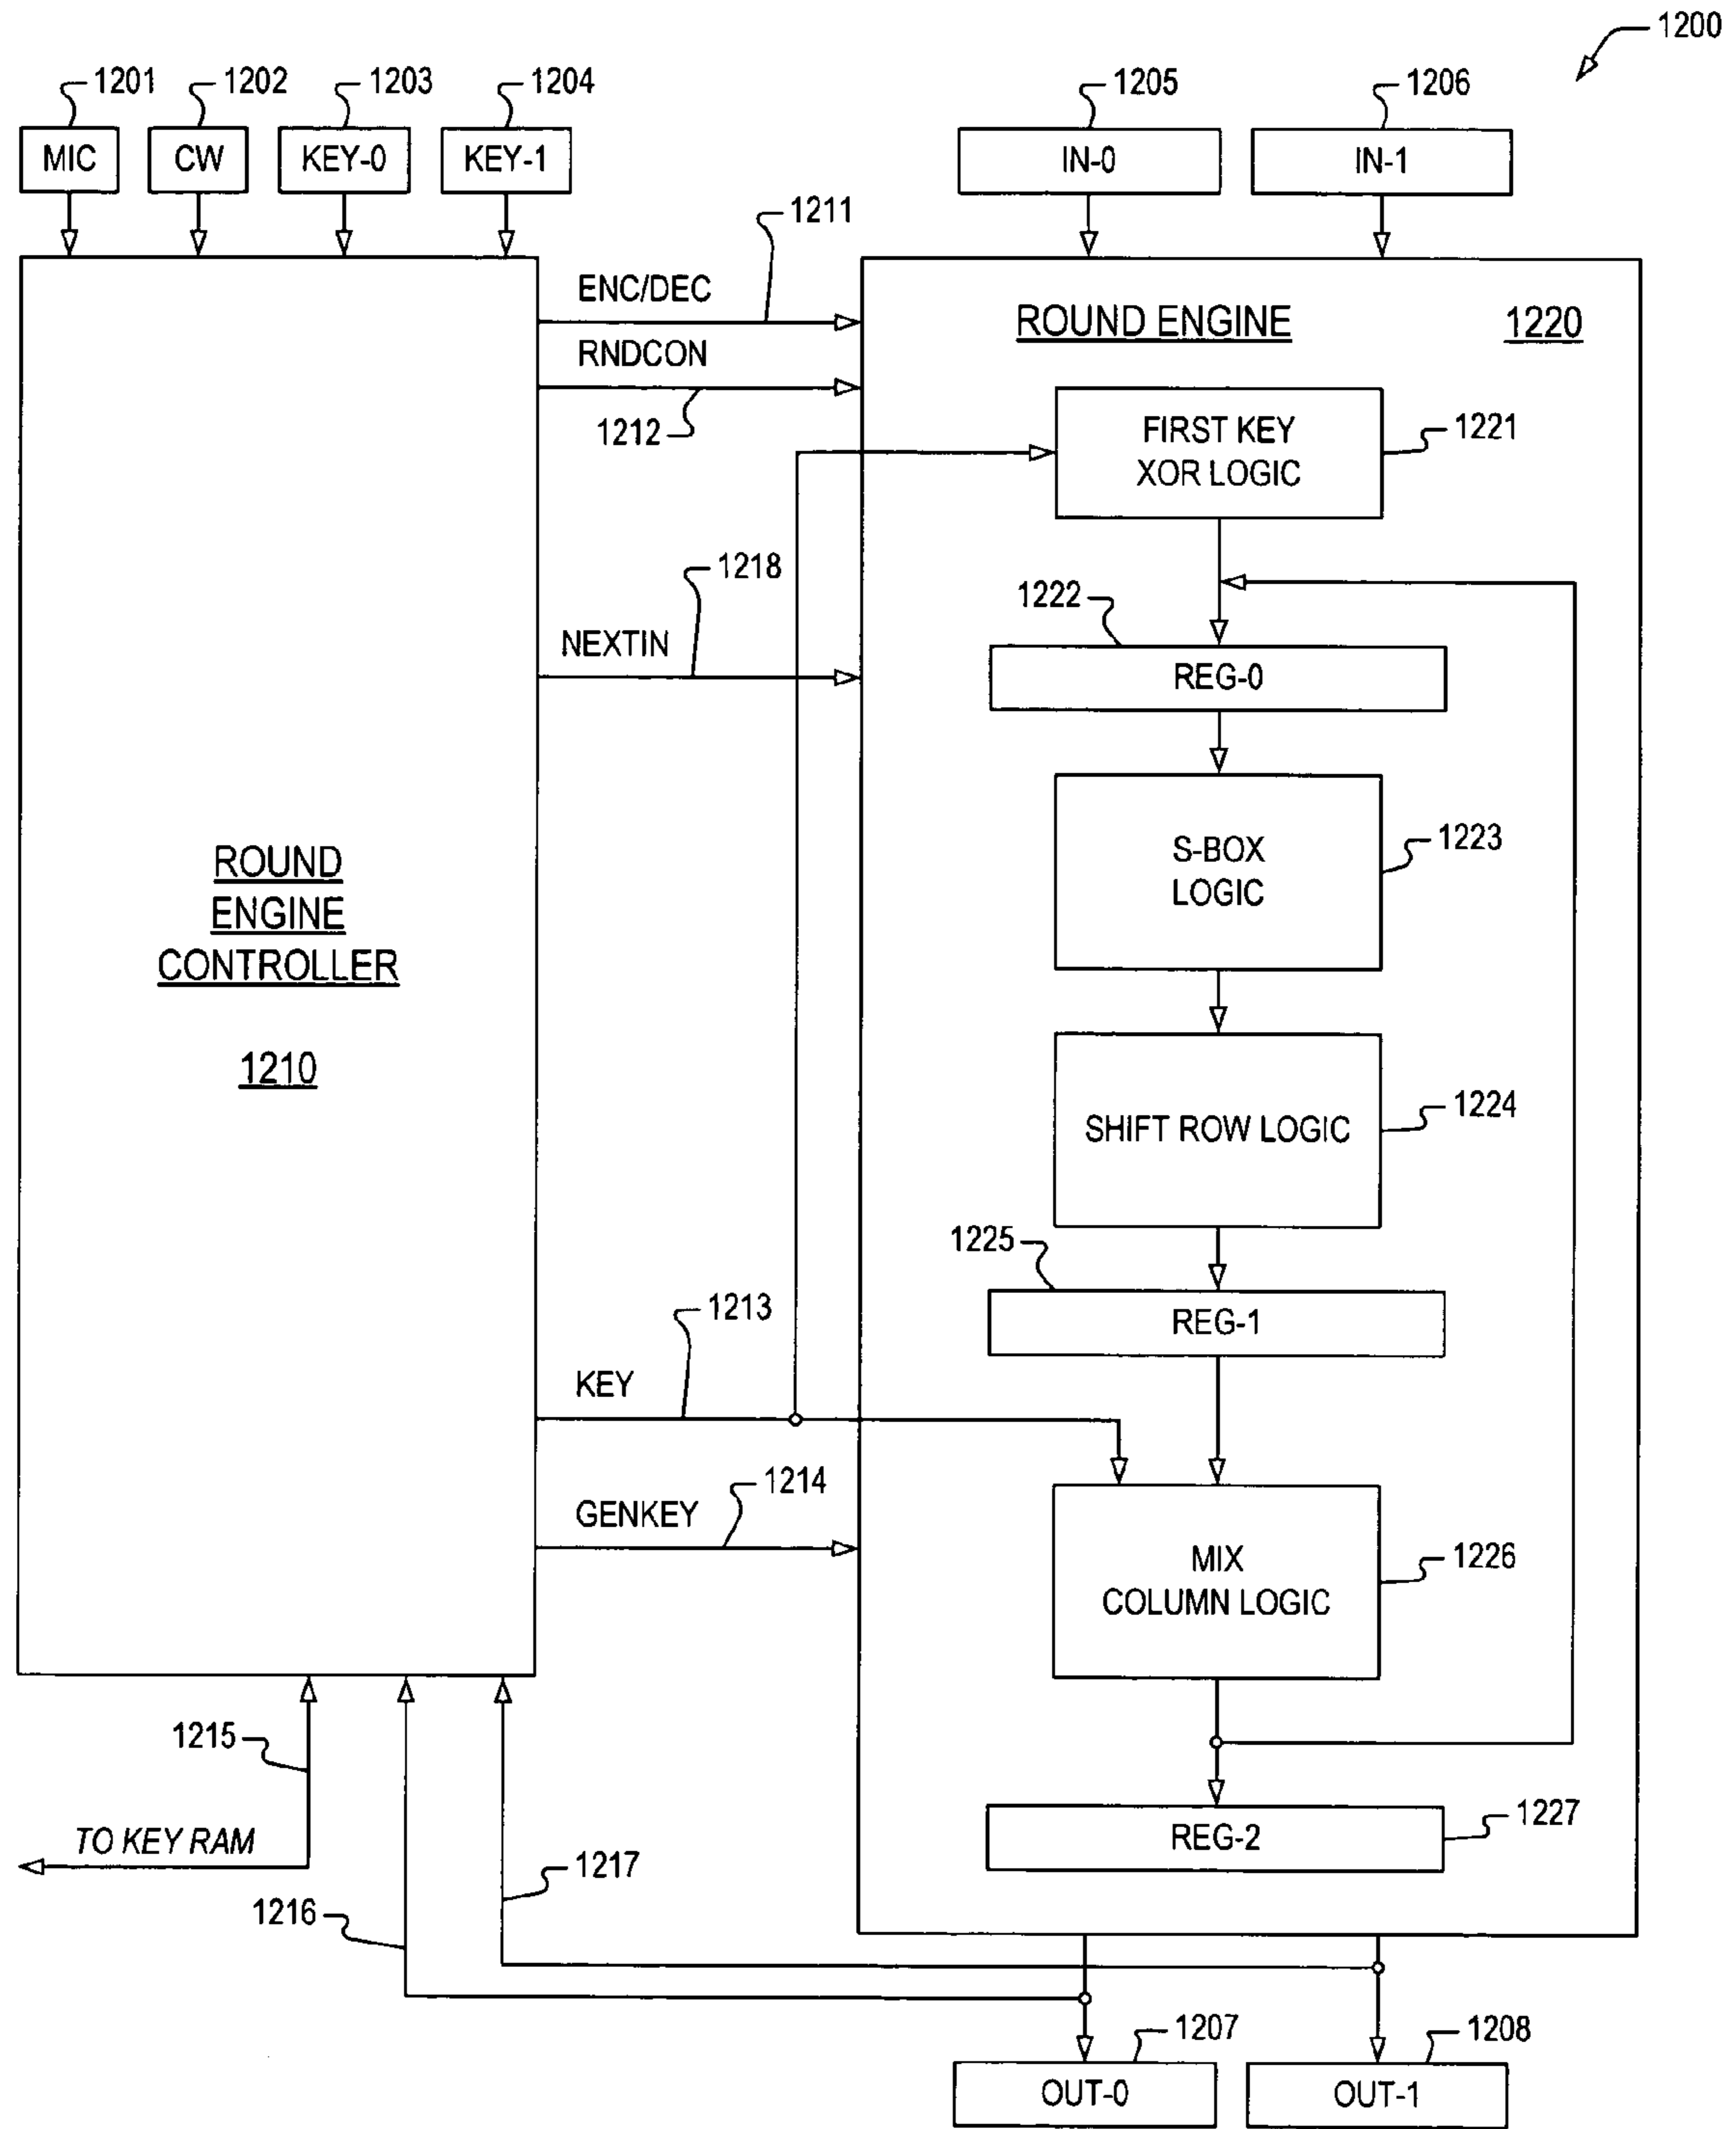 1200
1201
1202
1203
1204
1205
1206
MIC
CW
KEY-0
KEY-1
IN-0
IN-1
1211
ENC/DEC
ROUND ENGINE
1220
RNDCON
1212
FIRST KEY
XOR LOGIC
1221
1218
1222
NEXTIN
REG-0
S-BOX
LOGIC
1223
ROUND
ENGINE
CONTROLLER
1210
SHIFT ROW LOGIC
1224
1225
1213
REG-1
KEY
1214
GENKEY
MIX
COLUMN LOGIC
1226
1215
TO KEY RAM
REG-2
1227
1217
1216
1207
1208
OUT-0
OUT-1